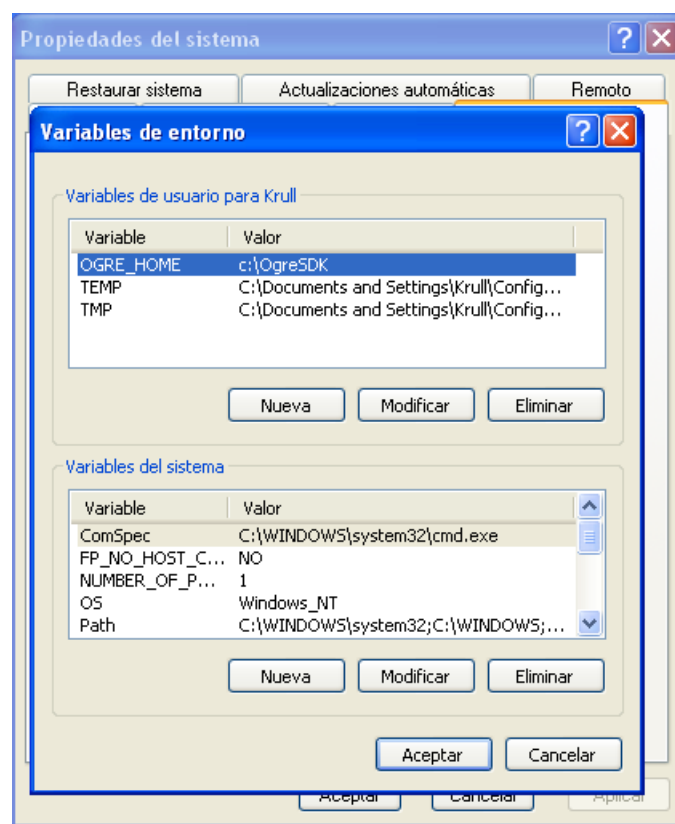 Propiedades del sistema
Restaurar sistema Actualizaciones automáticas Remoto
Variables de entorno
Variables de usuario para Krull
Variable Valor
OGRE_HOME c:\OgreSDK
TEMP C:\Documents and Settings\Krull\Config...
TMP C:\Documents and Settings\Krull\Config...
Nueva Modificar Eliminar
Variables del sistema
Variable Valor
ComSpec C:\WINDOWS\system32\cmd.exe
FP_NO_HOST_C... NO
NUMBER_OF_P... 1
OS Windows_NT
Path C:\WINDOWS\system32;C:\WINDOWS;...
Nueva Modificar Eliminar
Aceptar Cancelar
Aceptar Cancelar Aplicar